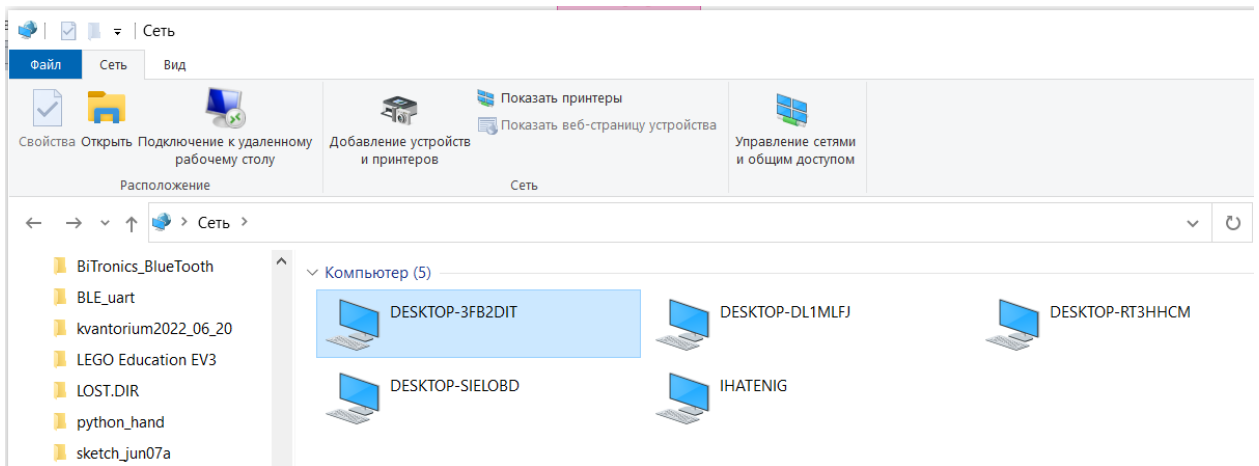 Сеть
Файл Сеть Вид
Свойства Открыть Подключение к удаленному рабочему столу
Добавление устройств и принтеров
Показать принтеры
Показать веб-страницу устройства
Управление сетями и общим доступом
Расположение
Сеть
Сеть
BiTronics_BlueTooth
BLE_uart
kvantorium2022_06_20
LEGO Education EV3
LOST.DIR
python_hand
sketch_jun07a
Компьютер (5)
DESKTOP-3FB2DIT
DESKTOP-DL1MLFJ
DESKTOP-RT3HHCM
DESKTOP-SIELOBD
IHATENIG